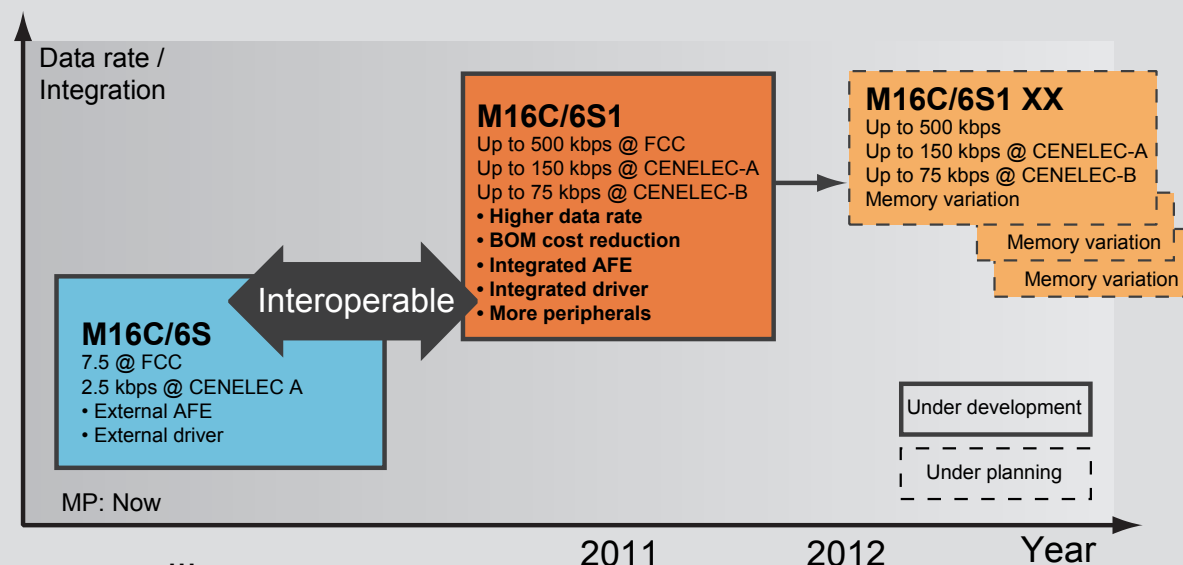 Data rate /
Integration
M16C/6S1
Up to 500 kbps @ FCC
Up to 150 kbps @ CENELEC-A
Up to 75 kbps @ CENELEC-B
• Higher data rate
• BOM cost reduction
• Integrated AFE
• Integrated driver
• More peripherals
M16C/6S1 XX
Up to 500 kbps
Up to 150 kbps @ CENELEC-A
Up to 75 kbps @ CENELEC-B
Memory variation
Memory variation
Memory variation
Interoperable
M16C/6S
7.5 @ FCC
2.5 kbps @ CENELEC A
• External AFE
• External driver
Under development
Under planning
MP: Now
2011
2012
Year